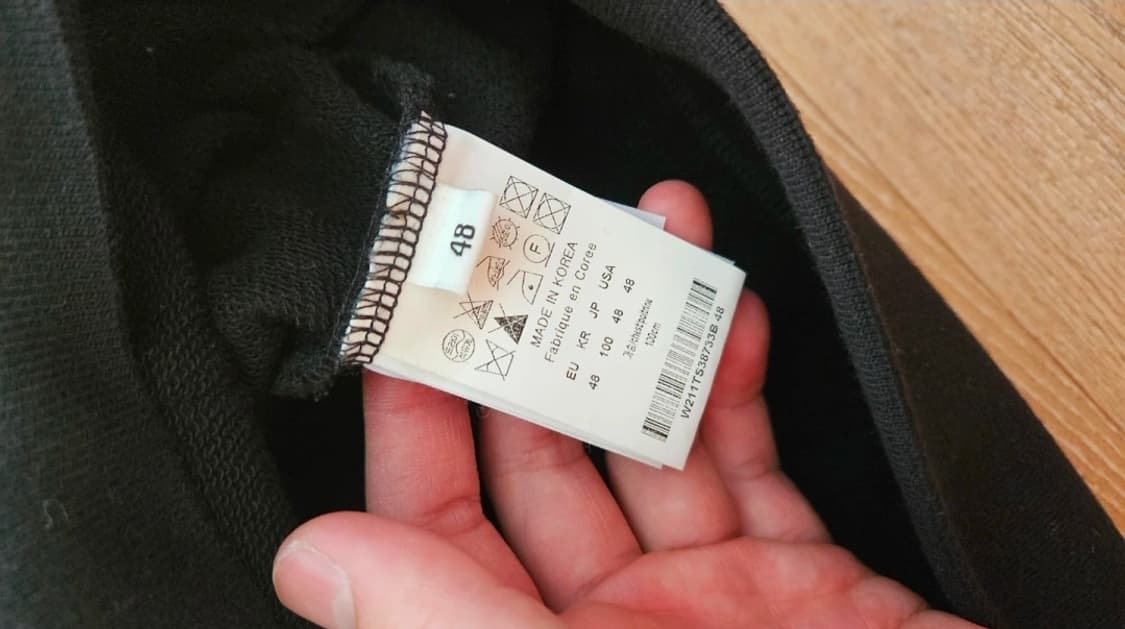 48
F
MADE IN KOREA
Fabrique en Coree
EU KR JP USA
48 100 48 48
100cm
W211TS38733B 48